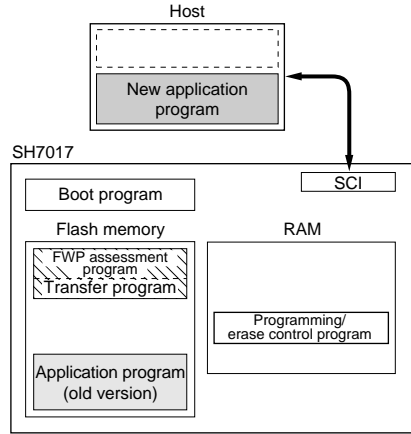 Host
New application
program
SH7017
SCI
Boot program
Flash memory
RAM
FWP assessment
program
Transfer program
Programming/
erase control program
Application program
(old version)